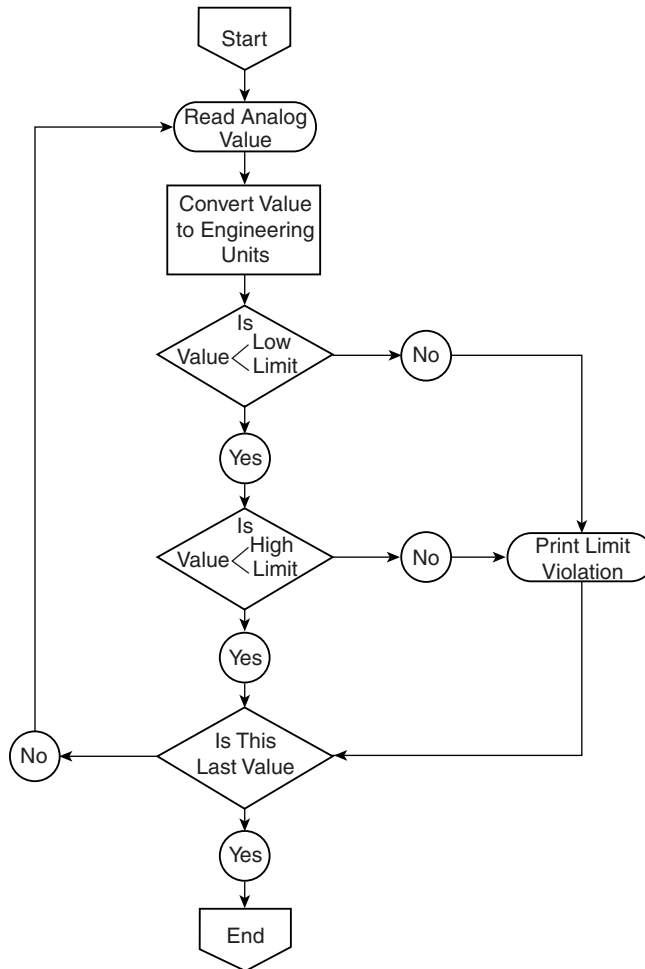 Start
Read Analog
Value
Convert Value
to Engineering
Units
Is
Value < Low
Limit
No
Yes
Is
Value < High
Limit
No
Print Limit
Violation
Yes
Is This
Last Value
No
Yes
End